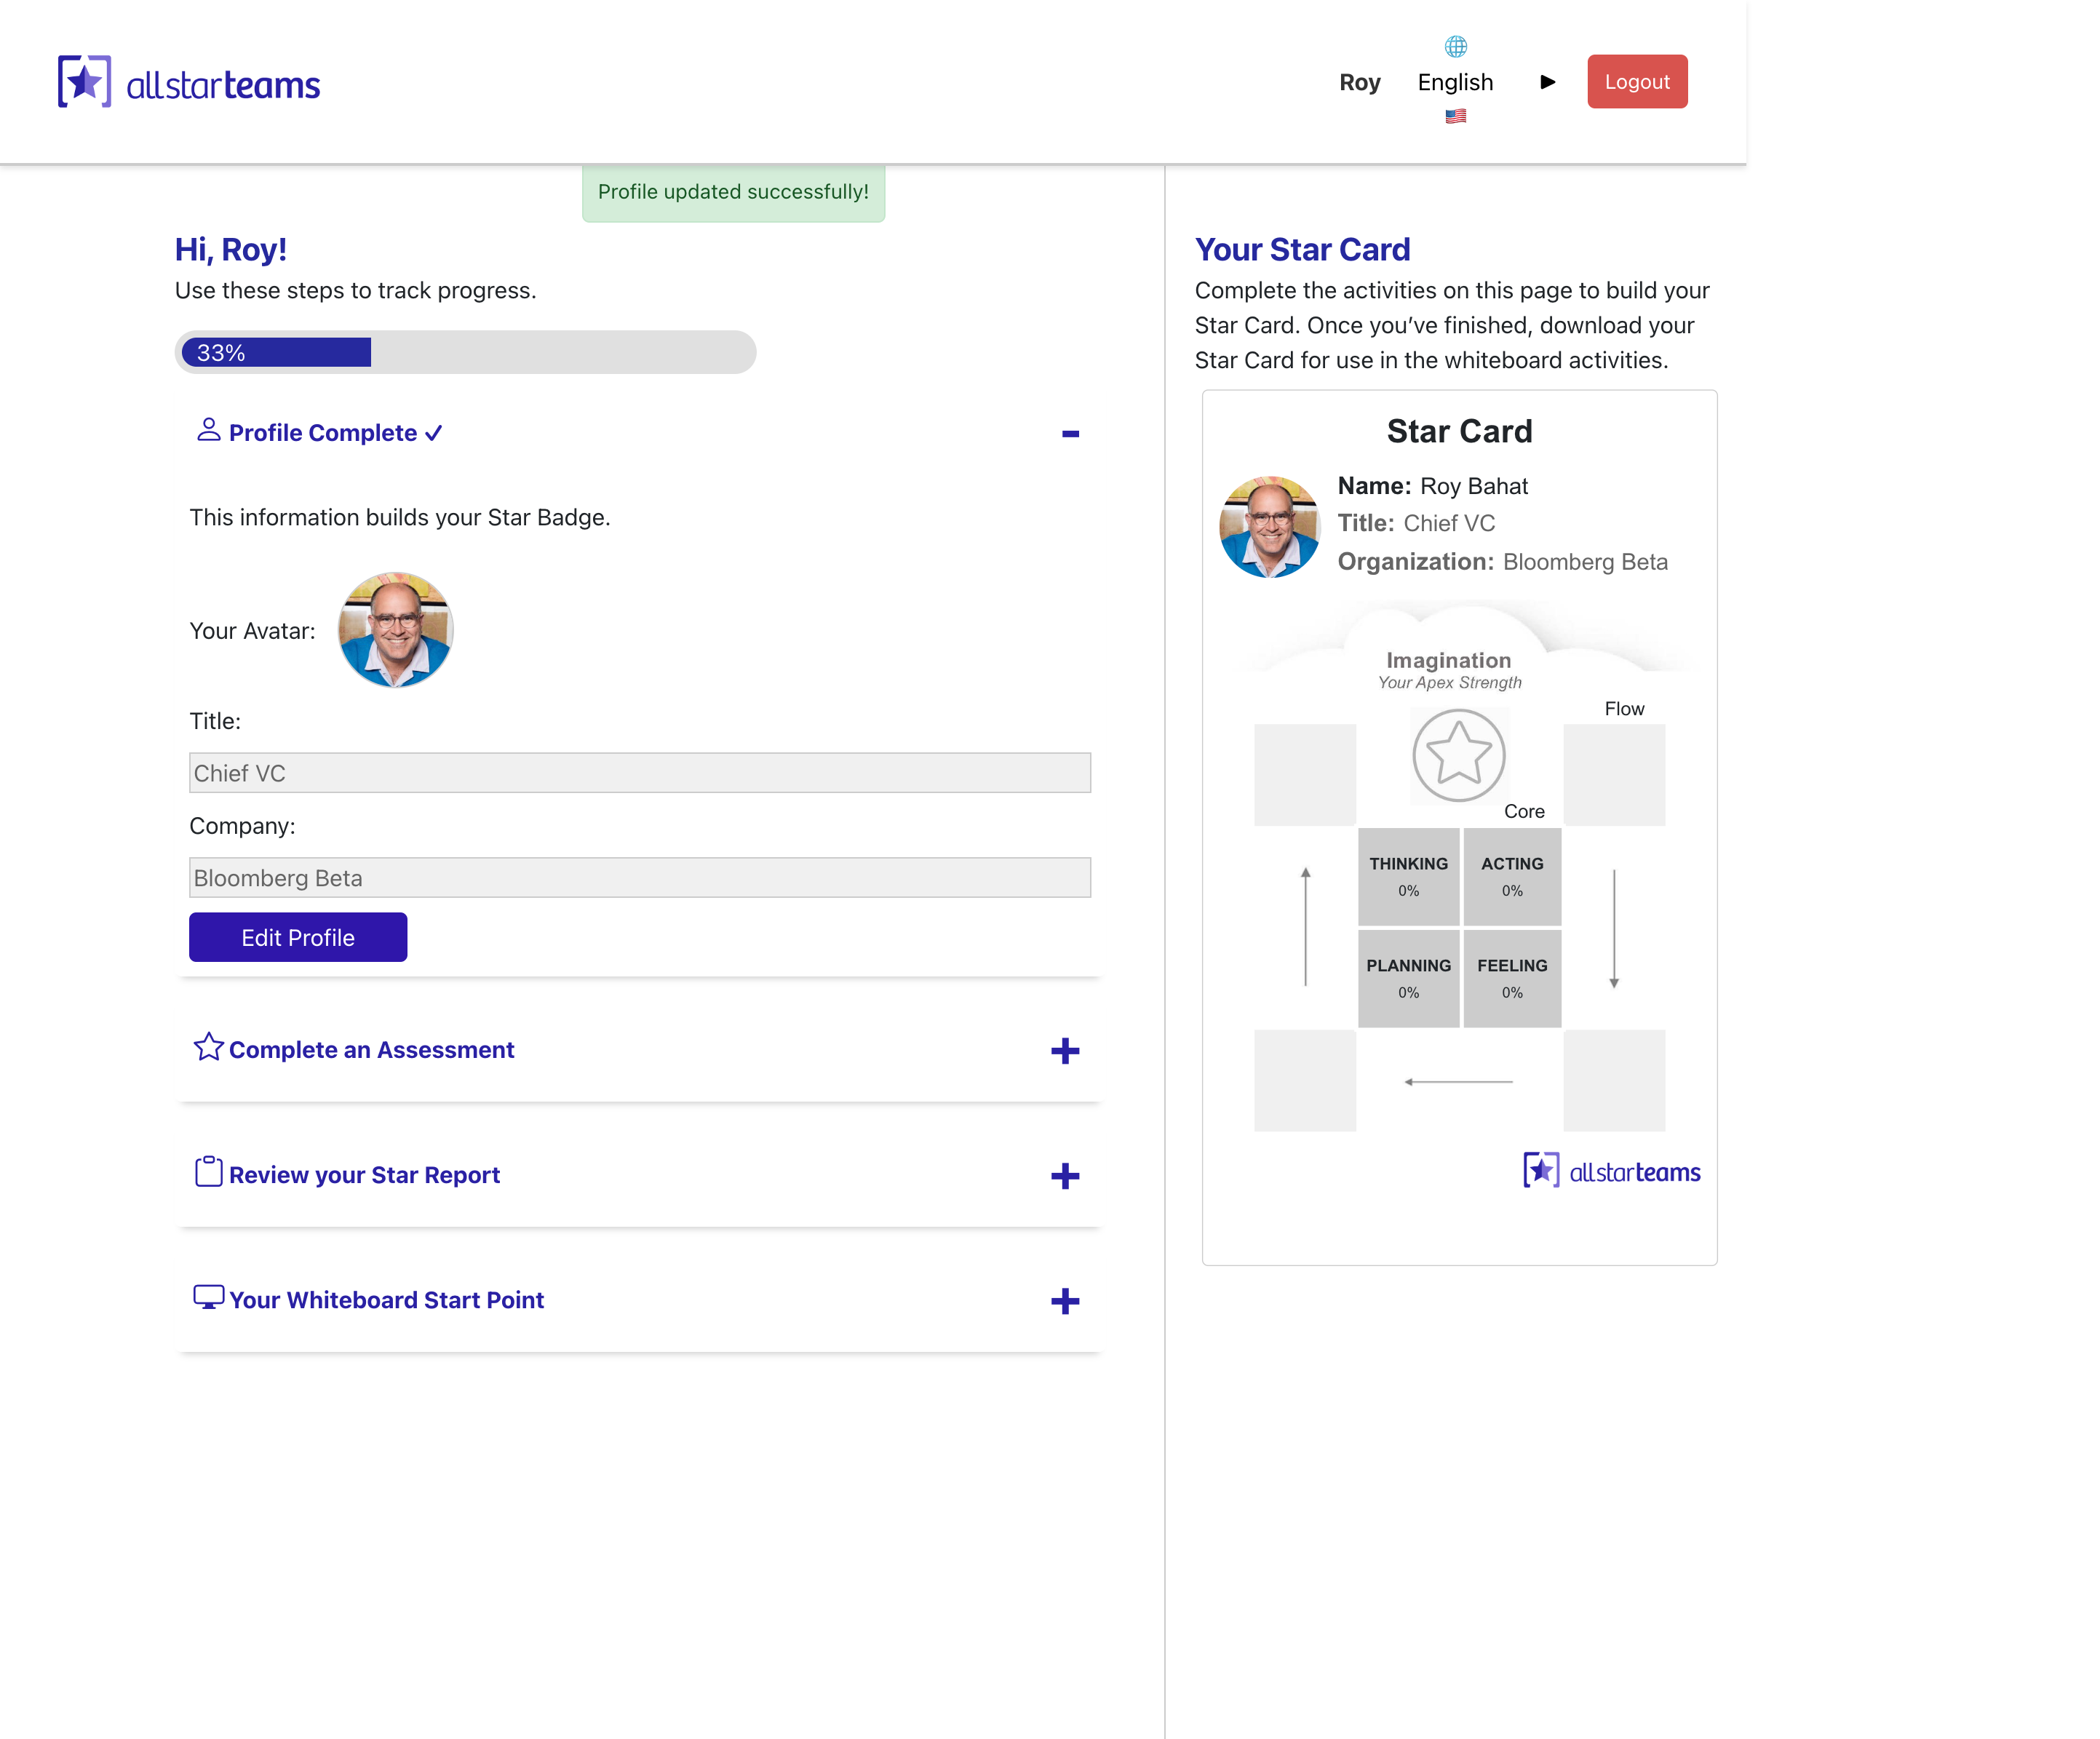 allstarteams
Roy
English
Logout
Profile updated successfully!
Hi, Roy!
Use these steps to track progress.
33%
Profile Complete ✓
This information builds your Star Badge.
Your Avatar:
Title:
Chief VC
Company:
Bloomberg Beta
Edit Profile
Complete an Assessment
Review your Star Report
Your Whiteboard Start Point
Your Star Card
Complete the activities on this page to build your
Star Card. Once you’ve finished, download your
Star Card for use in the whiteboard activities.
Star Card
Name: Roy Bahat
Title: Chief VC
Organization: Bloomberg Beta
Imagination
Your Apex Strength
Flow
Core
THINKING
0%
ACTING
0%
PLANNING
0%
FEELING
0%
allstarteams